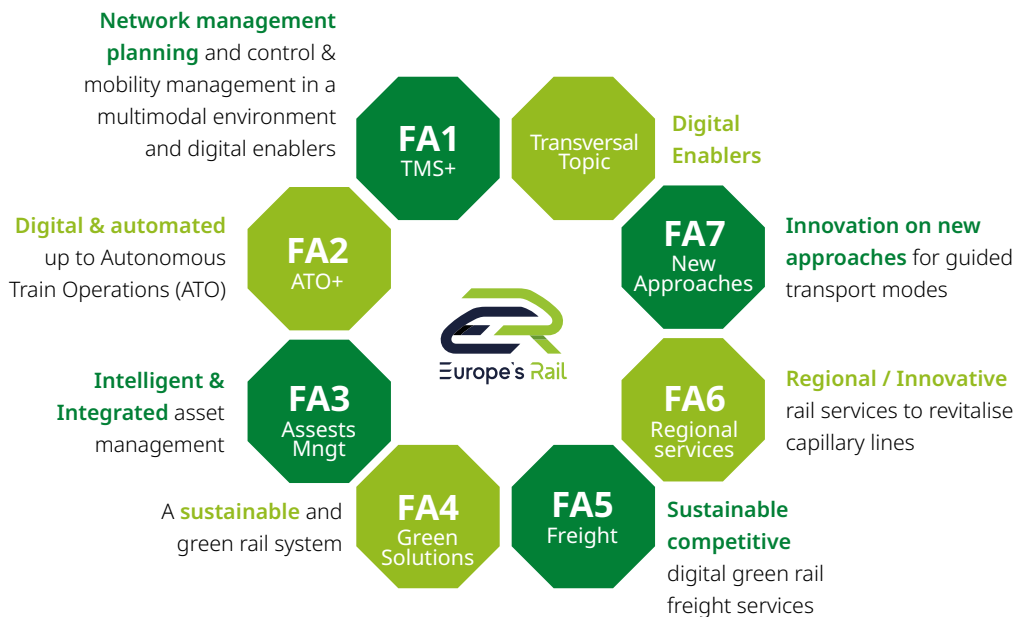 Network management
planning and control &
mobility management in a
multimodal environment
and digital enablers
FA1
TMS+
Transversal
Topic
Digital
Enablers
Digital & automated
up to Autonomous
Train Operations (ATO)
FA2
ATO+
FA7
New
Approaches
Innovation on new
approaches for guided
transport modes
Europe's Rail
Intelligent &
Integrated asset
management
FA3
Assests
Mngt
FA6
Regional
services
Regional / Innovative
rail services to revitalise
capillary lines
A sustainable and
green rail system
FA4
Green
Solutions
FA5
Freight
Sustainable
competitive
digital green rail
freight services